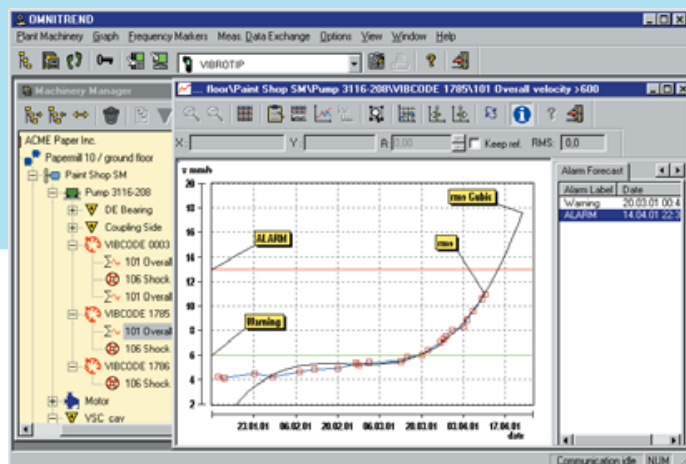 OMNITREND
Plant Machinery Graph Frequency Markers Meas. Data Exchange Options View Window Help
VIBROTIP
Machinery Manager
... floor\Paint Shop SM\Pump 3116-208\VIBCODE 1785\101 Overall velocity >600
X: Y: R: 0,00 Keep ref. RMS: 0,0
ACME Paper Inc.
Papermill 10 / ground floor
Paint Shop SM
Pump 3116-208
DE Bearing
Coupling Side
VIBCODE 0003
101 Overall
106 Shock
101 Overall
VIBCODE 1785
101 Overall
106 Shock
VIBCODE 1786
106 Shock
Motor
VSC cav
v mm/s
20
18
16
14
12
10
8
6
4
2
rms Cubic
rms
ALARM
Warning
23.01.01 06.02.01 20.02.01 06.03.01 20.03.01 03.04.01 17.04.01
date
Alarm Forecast
Alarm Label Date
Warning 20.03.01 00:4
ALARM 14.04.01 22:3
Communication idle NUM